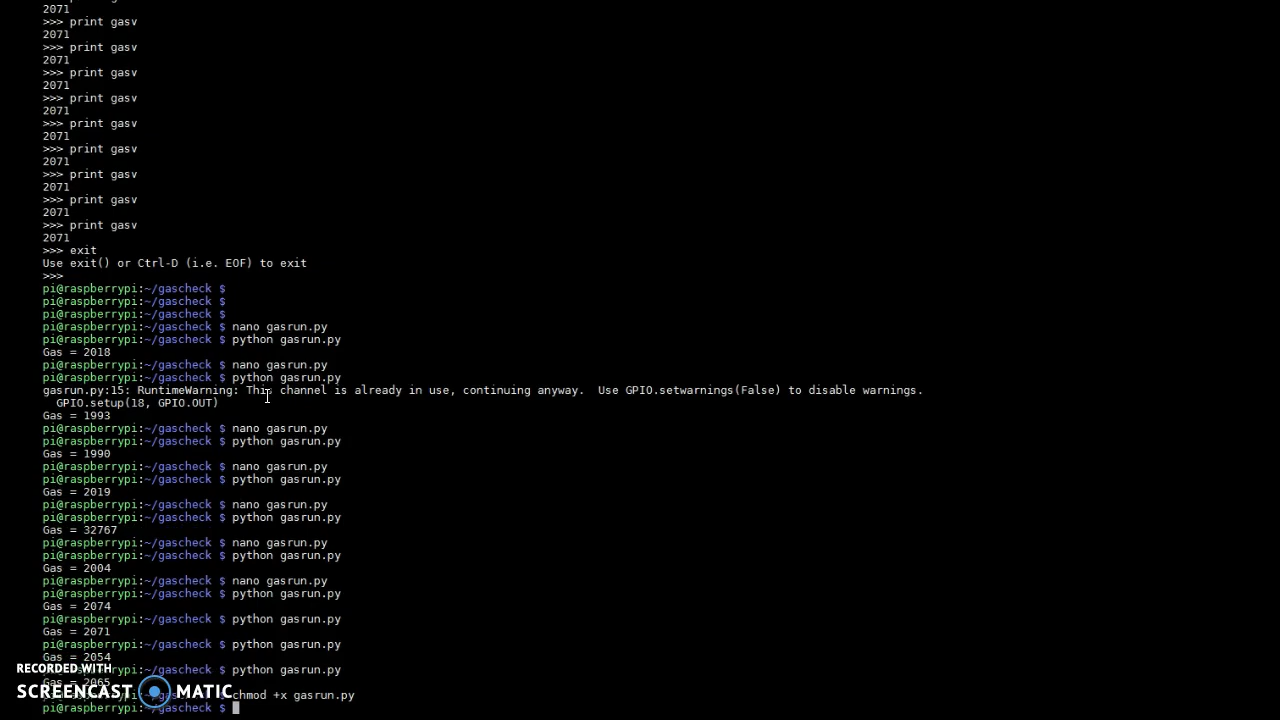 2071
>>> print gasv
2071
>>> print gasv
2071
>>> print gasv
2071
>>> print gasv
2071
>>> print gasv
2071
>>> print gasv
2071
>>> print gasv
2071
>>> print gasv
2071
>>> print gasv
2071
>>> exit
Use exit() or Ctrl-D (i.e. EOF) to exit
>>>
pi@raspberrypi:~/gascheck $
pi@raspberrypi:~/gascheck $
pi@raspberrypi:~/gascheck $
pi@raspberrypi:~/gascheck $ nano gasrun.py
pi@raspberrypi:~/gascheck $ python gasrun.py
Gas = 2018
pi@raspberrypi:~/gascheck $ nano gasrun.py
pi@raspberrypi:~/gascheck $ python gasrun.py
gasrun.py:15: RuntimeWarning: This channel is already in use, continuing anyway.  Use GPIO.setwarnings(False) to disable warnings.
  GPIO.setup(18, GPIO.OUT)
Gas = 1993
pi@raspberrypi:~/gascheck $ nano gasrun.py
pi@raspberrypi:~/gascheck $ python gasrun.py
Gas = 1990
pi@raspberrypi:~/gascheck $ nano gasrun.py
pi@raspberrypi:~/gascheck $ python gasrun.py
Gas = 2019
pi@raspberrypi:~/gascheck $ nano gasrun.py
pi@raspberrypi:~/gascheck $ python gasrun.py
Gas = 32767
pi@raspberrypi:~/gascheck $ nano gasrun.py
pi@raspberrypi:~/gascheck $ python gasrun.py
Gas = 2004
pi@raspberrypi:~/gascheck $ nano gasrun.py
pi@raspberrypi:~/gascheck $ python gasrun.py
Gas = 2074
pi@raspberrypi:~/gascheck $ python gasrun.py
Gas = 2071
pi@raspberrypi:~/gascheck $ python gasrun.py
Gas = 2054
pi@raspberrypi:~/gascheck $ python gasrun.py
Gas = 2065
chmod +x gasrun.py
pi@raspberrypi:~/gascheck $
RECORDED WITH
SCREENCAST MATIC